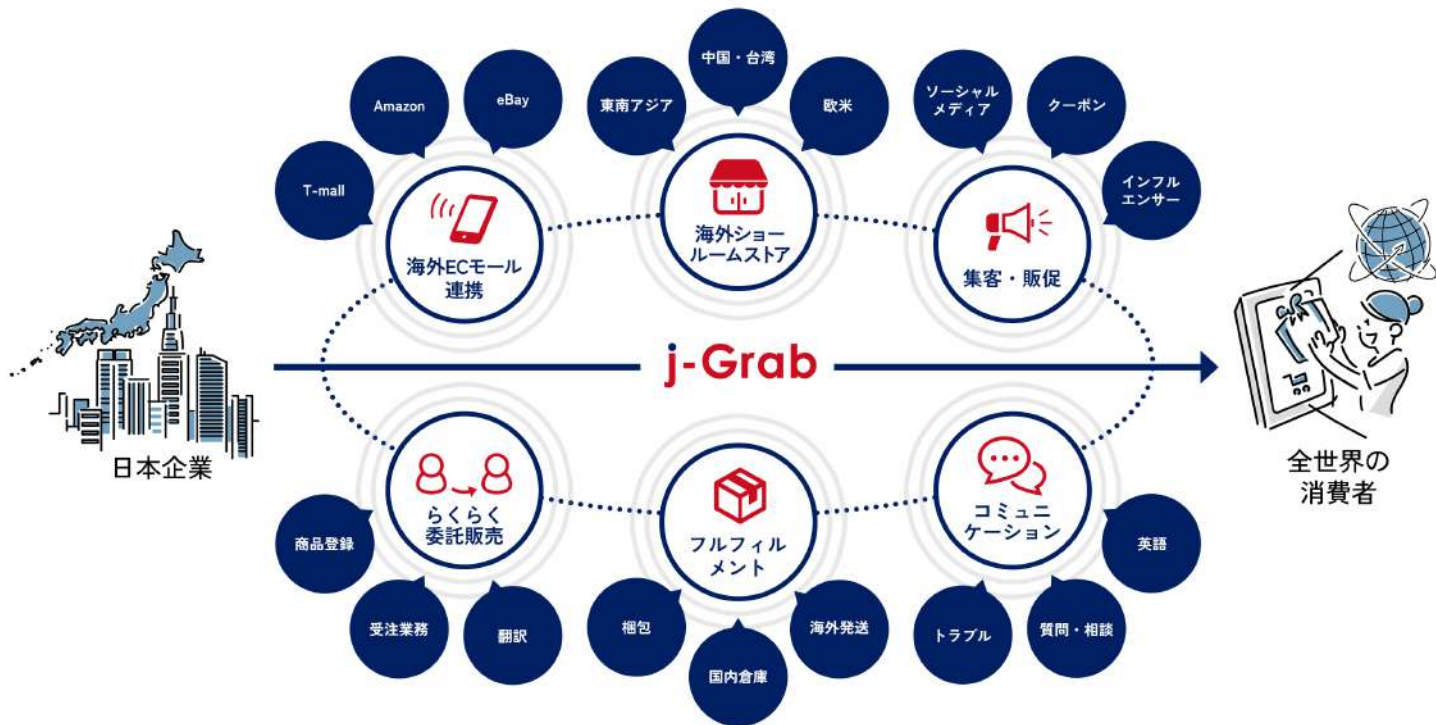 中国・台湾
Amazon
eBay
東南アジア
欧米
ソーシャル
メディア
クーポン
T-mall
インフル
エンサー
海外ECモール
連携
海外ショー
ルームストア
集客・販促
j-Grab
日本企業
全世界の
消費者
らくらく
委託販売
フルフィル
メント
コミュニ
ケーション
商品登録
受注業務
翻訳
梱包
国内倉庫
海外発送
トラブル
質問・相談
英語